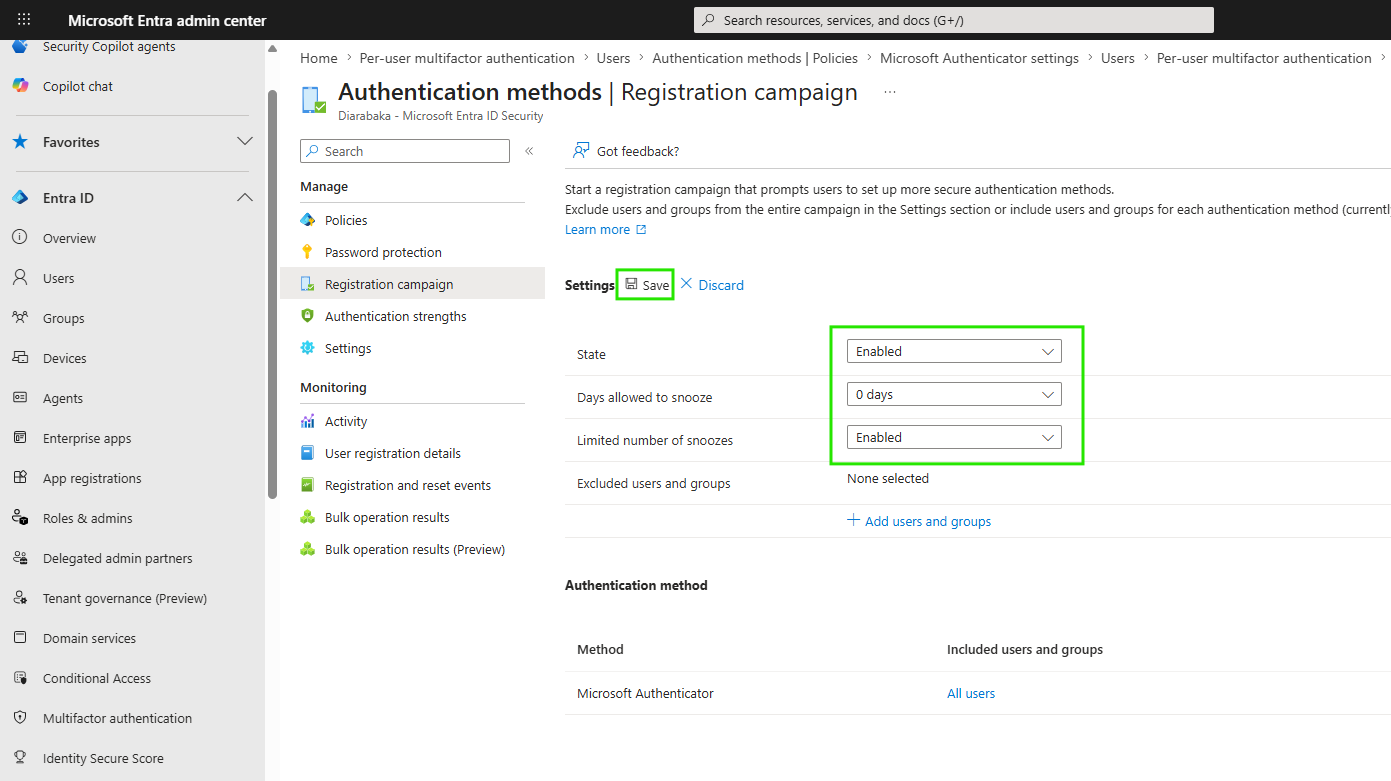 Microsoft Entra admin center
Search resources, services, and docs (G+/)
Security Copilot agents
Copilot chat
Favorites
Entra ID
Overview
Users
Groups
Devices
Agents
Enterprise apps
App registrations
Roles & admins
Delegated admin partners
Tenant governance (Preview)
Domain services
Conditional Access
Multifactor authentication
Identity Secure Score
Home > Per-user multifactor authentication > Users > Authentication methods | Policies > Microsoft Authenticator settings > Users > Per-user multifactor authentication >
Authentication methods | Registration campaign ...
Diarabaka - Microsoft Entra ID Security
Search
Manage
Policies
Password protection
Registration campaign
Authentication strengths
Settings
Monitoring
Activity
User registration details
Registration and reset events
Bulk operation results
Bulk operation results (Preview)
Got feedback?
Start a registration campaign that prompts users to set up more secure authentication methods.
Exclude users and groups from the entire campaign in the Settings section or include users and groups for each authentication method (currently
Learn more
Settings Save Discard
State Enabled
Days allowed to snooze 0 days
Limited number of snoozes Enabled
Excluded users and groups None selected
Add users and groups
Authentication method
Method Included users and groups
Microsoft Authenticator All users